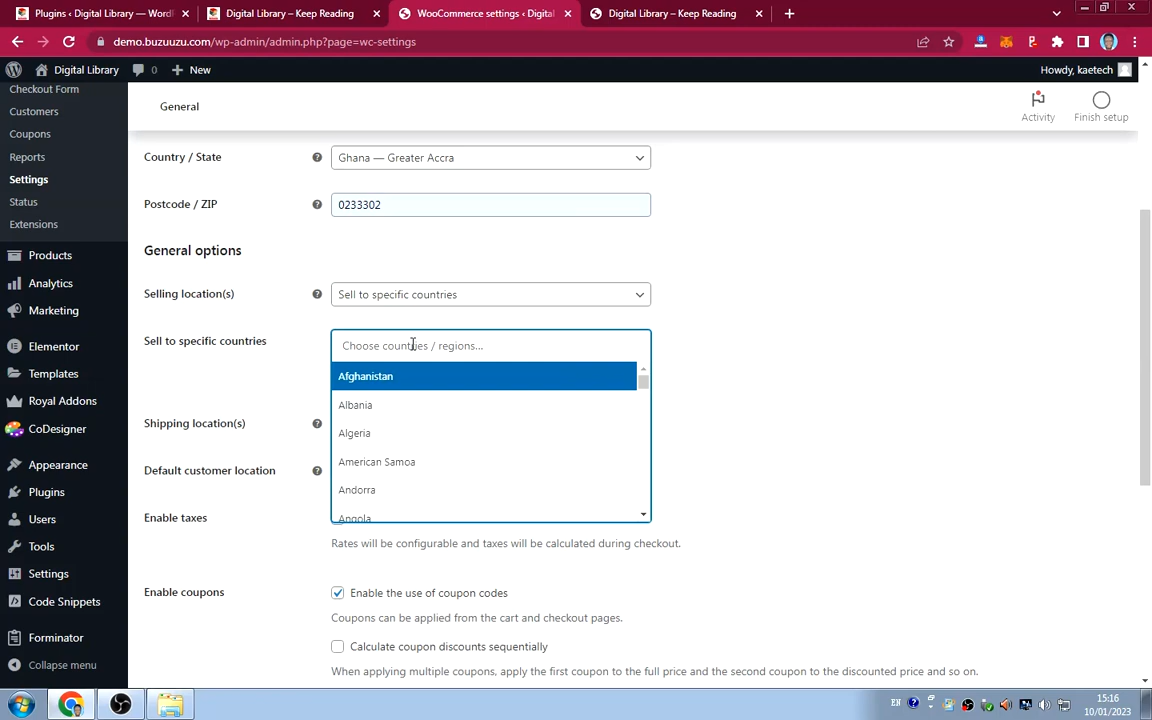 Plugins ‹ Digital Library — Word
Digital Library – Keep Reading
WooCommerce settings ‹ Digital
Digital Library – Keep Reading
demo.buzuuzu.com/wp-admin/admin.php?page=wc-settings
Digital Library
0
New
Howdy, kaetech
Checkout Form
Customers
Coupons
Reports
Settings
Status
Extensions
Products
Analytics
Marketing
Elementor
Templates
Royal Addons
CoDesigner
Appearance
Plugins
Users
Tools
Settings
Code Snippets
Forminator
Collapse menu
General
Activity
Finish setup
Country / State
Ghana — Greater Accra
Postcode / ZIP
0233302
General options
Selling location(s)
Sell to specific countries
Sell to specific countries
Choose countries / regions...
Afghanistan
Albania
Algeria
American Samoa
Andorra
Angola
Shipping location(s)
Default customer location
Enable taxes
Rates will be configurable and taxes will be calculated during checkout.
Enable coupons
Enable the use of coupon codes
Coupons can be applied from the cart and checkout pages.
Calculate coupon discounts sequentially
When applying multiple coupons, apply the first coupon to the full price and the second coupon to the discounted price and so on.
EN
15:16
10/01/2023